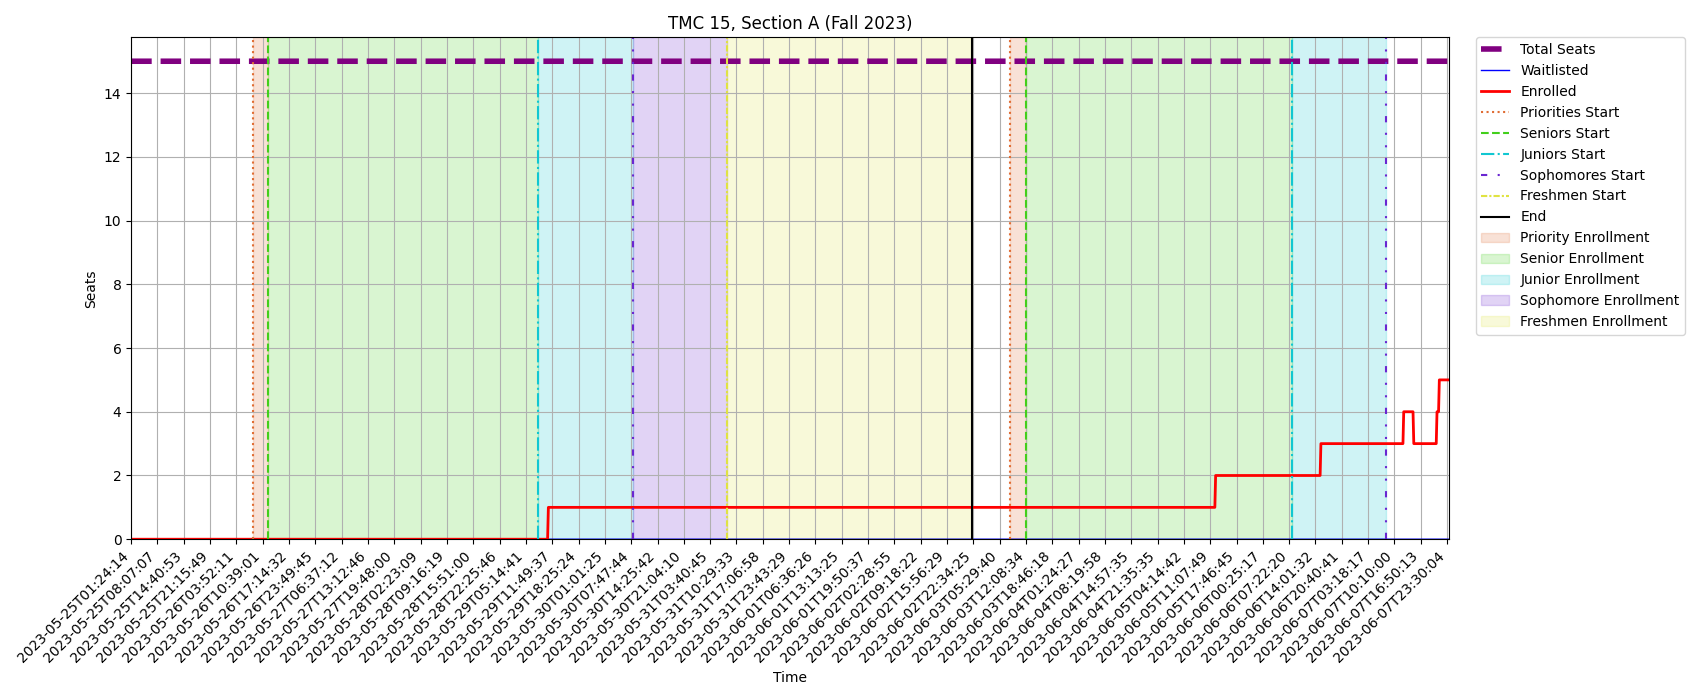 TMC 15, Section A (Fall 2023)
Seats
14
12
10
8
6
4
2
0
2023-05-25T01:24:14
2023-05-25T08:07:07
2023-05-25T14:40:53
2023-05-25T21:15:49
2023-05-26T03:52:11
2023-05-26T10:39:01
2023-05-26T17:14:32
2023-05-26T23:49:45
2023-05-27T06:37:12
2023-05-27T13:12:46
2023-05-27T19:48:00
2023-05-28T02:23:09
2023-05-28T09:16:19
2023-05-28T15:51:00
2023-05-28T22:25:46
2023-05-29T05:14:41
2023-05-29T11:49:37
2023-05-29T18:25:24
2023-05-30T01:01:25
2023-05-30T07:47:44
2023-05-30T14:25:42
2023-05-30T21:04:10
2023-05-31T03:40:45
2023-05-31T10:29:33
2023-05-31T17:06:58
2023-05-31T23:43:29
2023-06-01T06:36:26
2023-06-01T13:13:25
2023-06-01T19:50:37
2023-06-02T02:28:55
2023-06-02T09:18:22
2023-06-02T15:56:29
2023-06-02T22:34:25
2023-06-03T05:29:40
2023-06-03T12:08:34
2023-06-03T18:46:18
2023-06-04T01:24:27
2023-06-04T08:19:58
2023-06-04T14:57:35
2023-06-04T21:35:35
2023-06-05T04:14:42
2023-06-05T11:07:49
2023-06-05T17:46:45
2023-06-06T00:25:17
2023-06-06T07:22:20
2023-06-06T14:01:32
2023-06-06T20:40:41
2023-06-07T03:18:17
2023-06-07T10:10:00
2023-06-07T16:50:13
2023-06-07T23:30:04
Time
Total Seats
Waitlisted
Enrolled
Priorities Start
Seniors Start
Juniors Start
Sophomores Start
Freshmen Start
End
Priority Enrollment
Senior Enrollment
Junior Enrollment
Sophomore Enrollment
Freshmen Enrollment